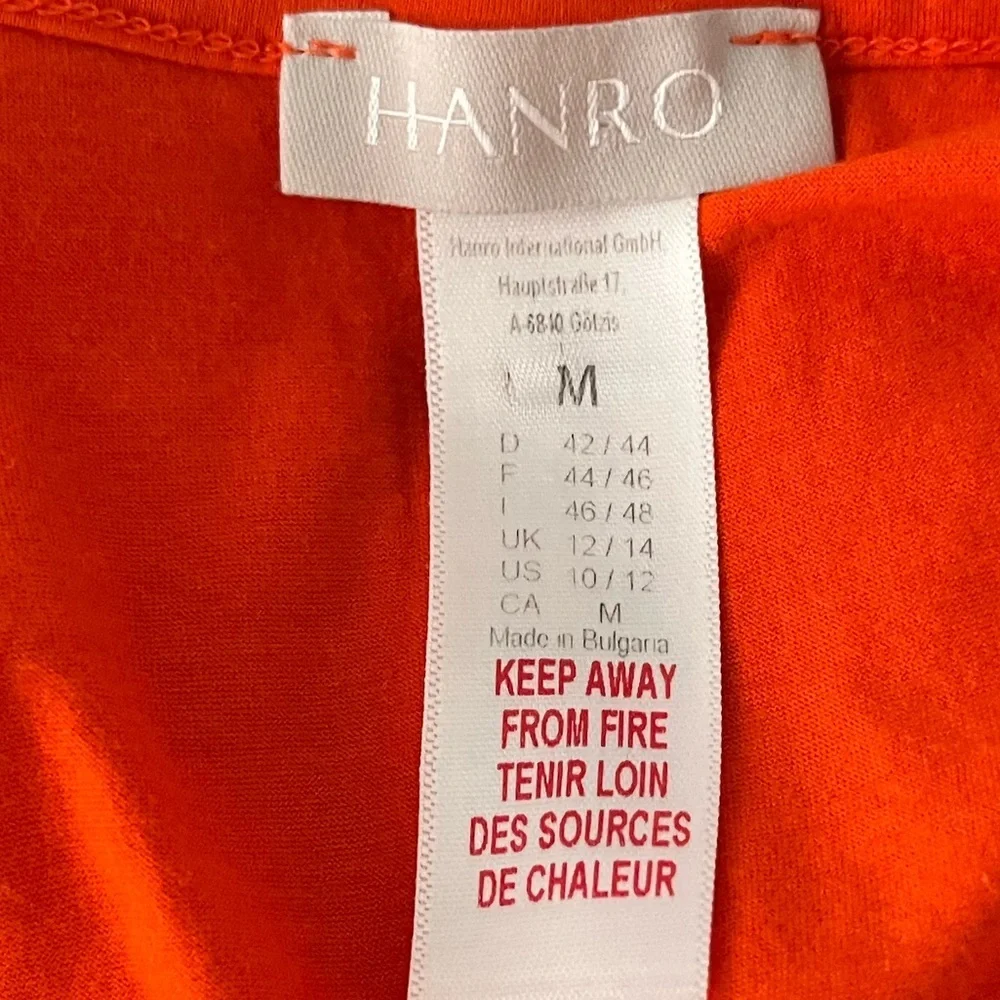 HANRO
Hanro International GmbH
Hauptstraße 17,
A-6840 Götzis
M
D 42 / 44
F 44 / 46
I 46 / 48
UK 12 / 14
US 10 / 12
CA M
Made in Bulgaria
KEEP AWAY
FROM FIRE
TENIR LOIN
DES SOURCES
DE CHALEUR